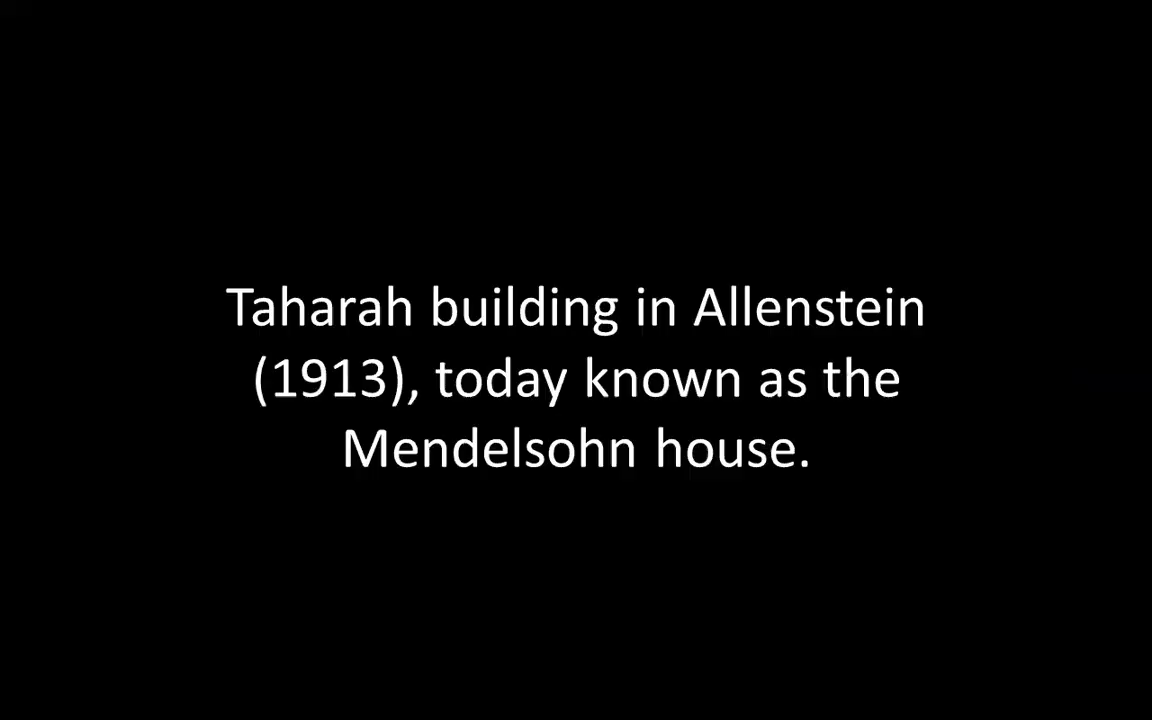 Taharah building in Allenstein
(1913), today known as the
Mendelsohn house.